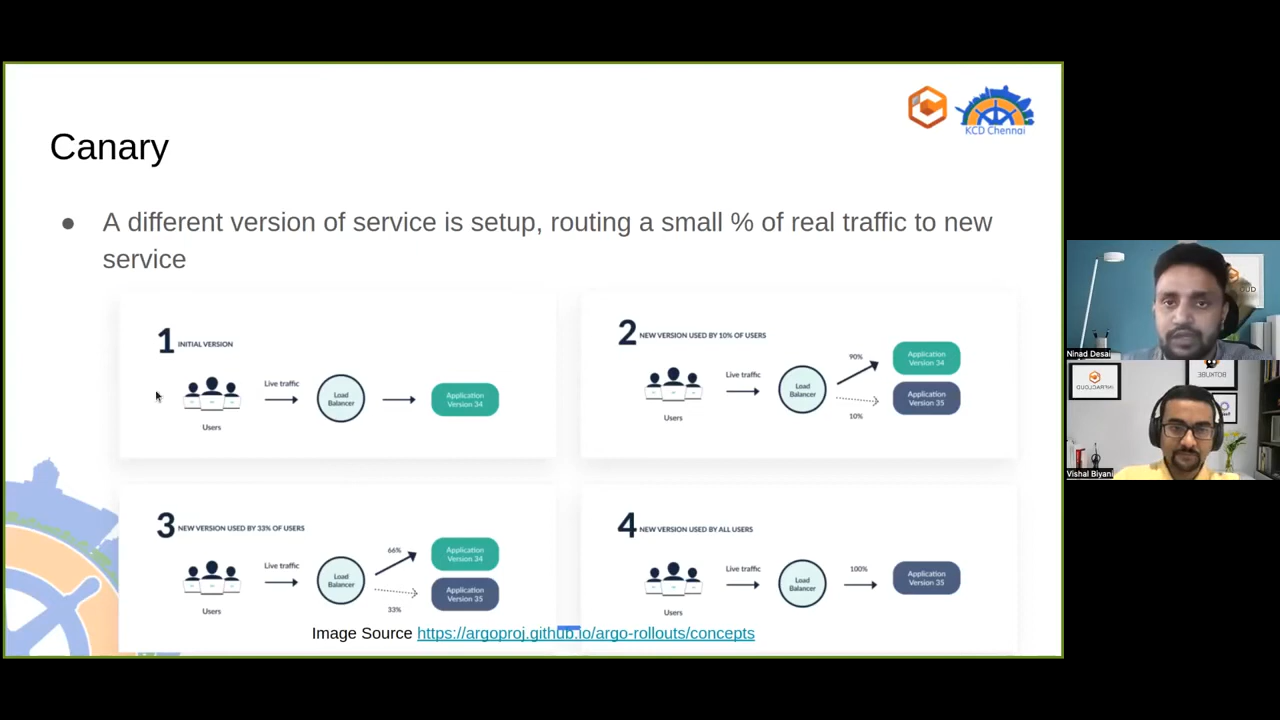 KCD Chennai
Canary
● A different version of service is setup, routing a small % of real traffic to new
service
1 INITIAL VERSION
Live traffic
Load
Balancer
Application
Version 34
Users
2 NEW VERSION USED BY 10% OF USERS
Live traffic
Load
Balancer
90%
Application
Version 34
Application
Version 35
10%
Users
3 NEW VERSION USED BY 33% OF USERS
Live traffic
Load
Balancer
66%
Application
Version 34
Application
Version 35
33%
Users
4 NEW VERSION USED BY ALL USERS
Live traffic
Load
Balancer
100%
Application
Version 35
Users
Image Source https://argoproj.github.io/argo-rollouts/concepts
Ninad Desai
INFRACLOUD
BOTKUBE
Vishal Biyani